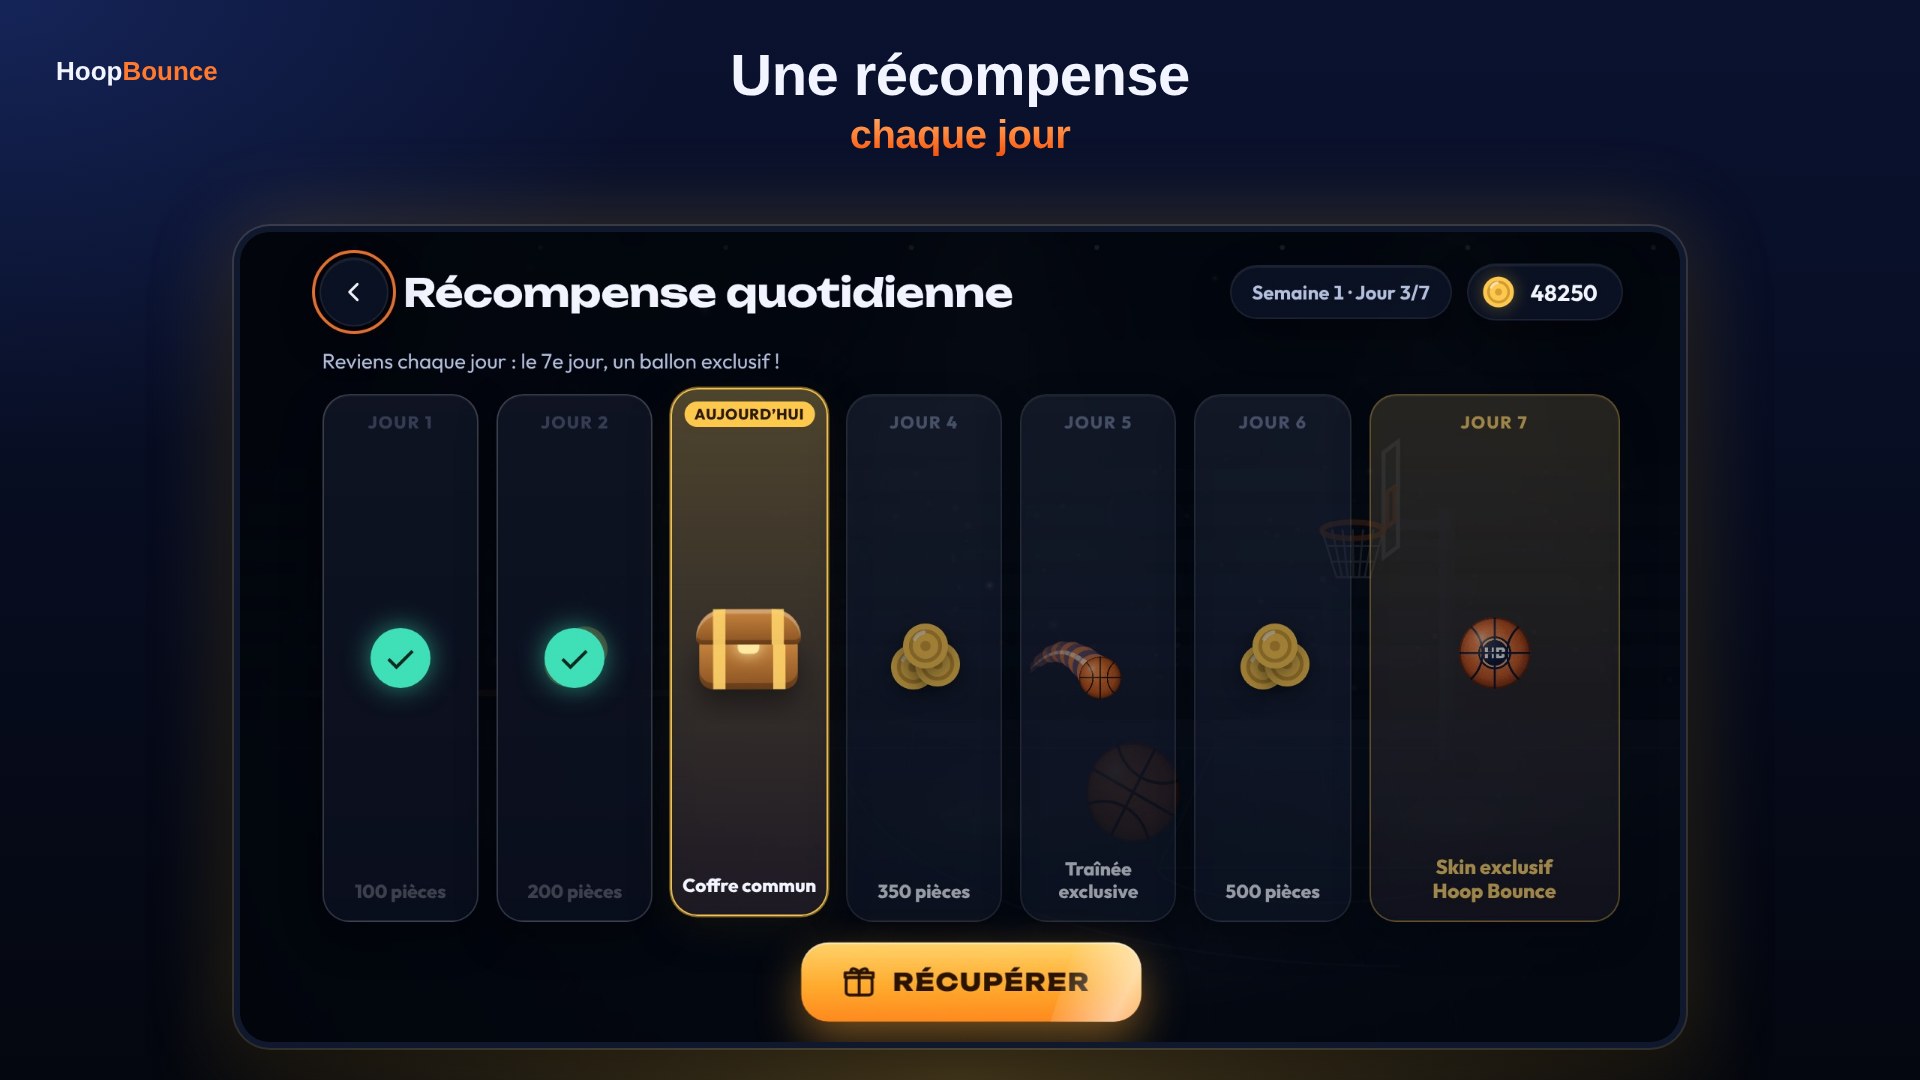 HoopBounce
Une récompense
chaque jour
Récompense quotidienne
Semaine 1 · Jour 3/7
48250
Reviens chaque jour : le 7e jour, un ballon exclusif !
JOUR 1
100 pièces
JOUR 2
200 pièces
AUJOURD'HUI
Coffre commun
JOUR 4
350 pièces
JOUR 5
Traînée
exclusive
JOUR 6
500 pièces
JOUR 7
HB
Skin exclusif
Hoop Bounce
RÉCUPÉRER